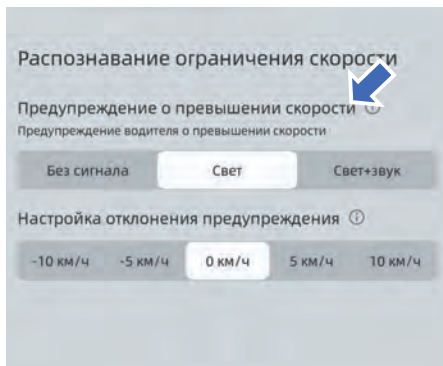 Распознавание ограничения скорости
Предупреждение о превышении скорости
Предупреждение водителя о превышении скорости
Без сигнала Свет Свет+звук
Настройка отклонения предупреждения
-10 км/ч -5 км/ч 0 км/ч 5 км/ч 10 км/ч